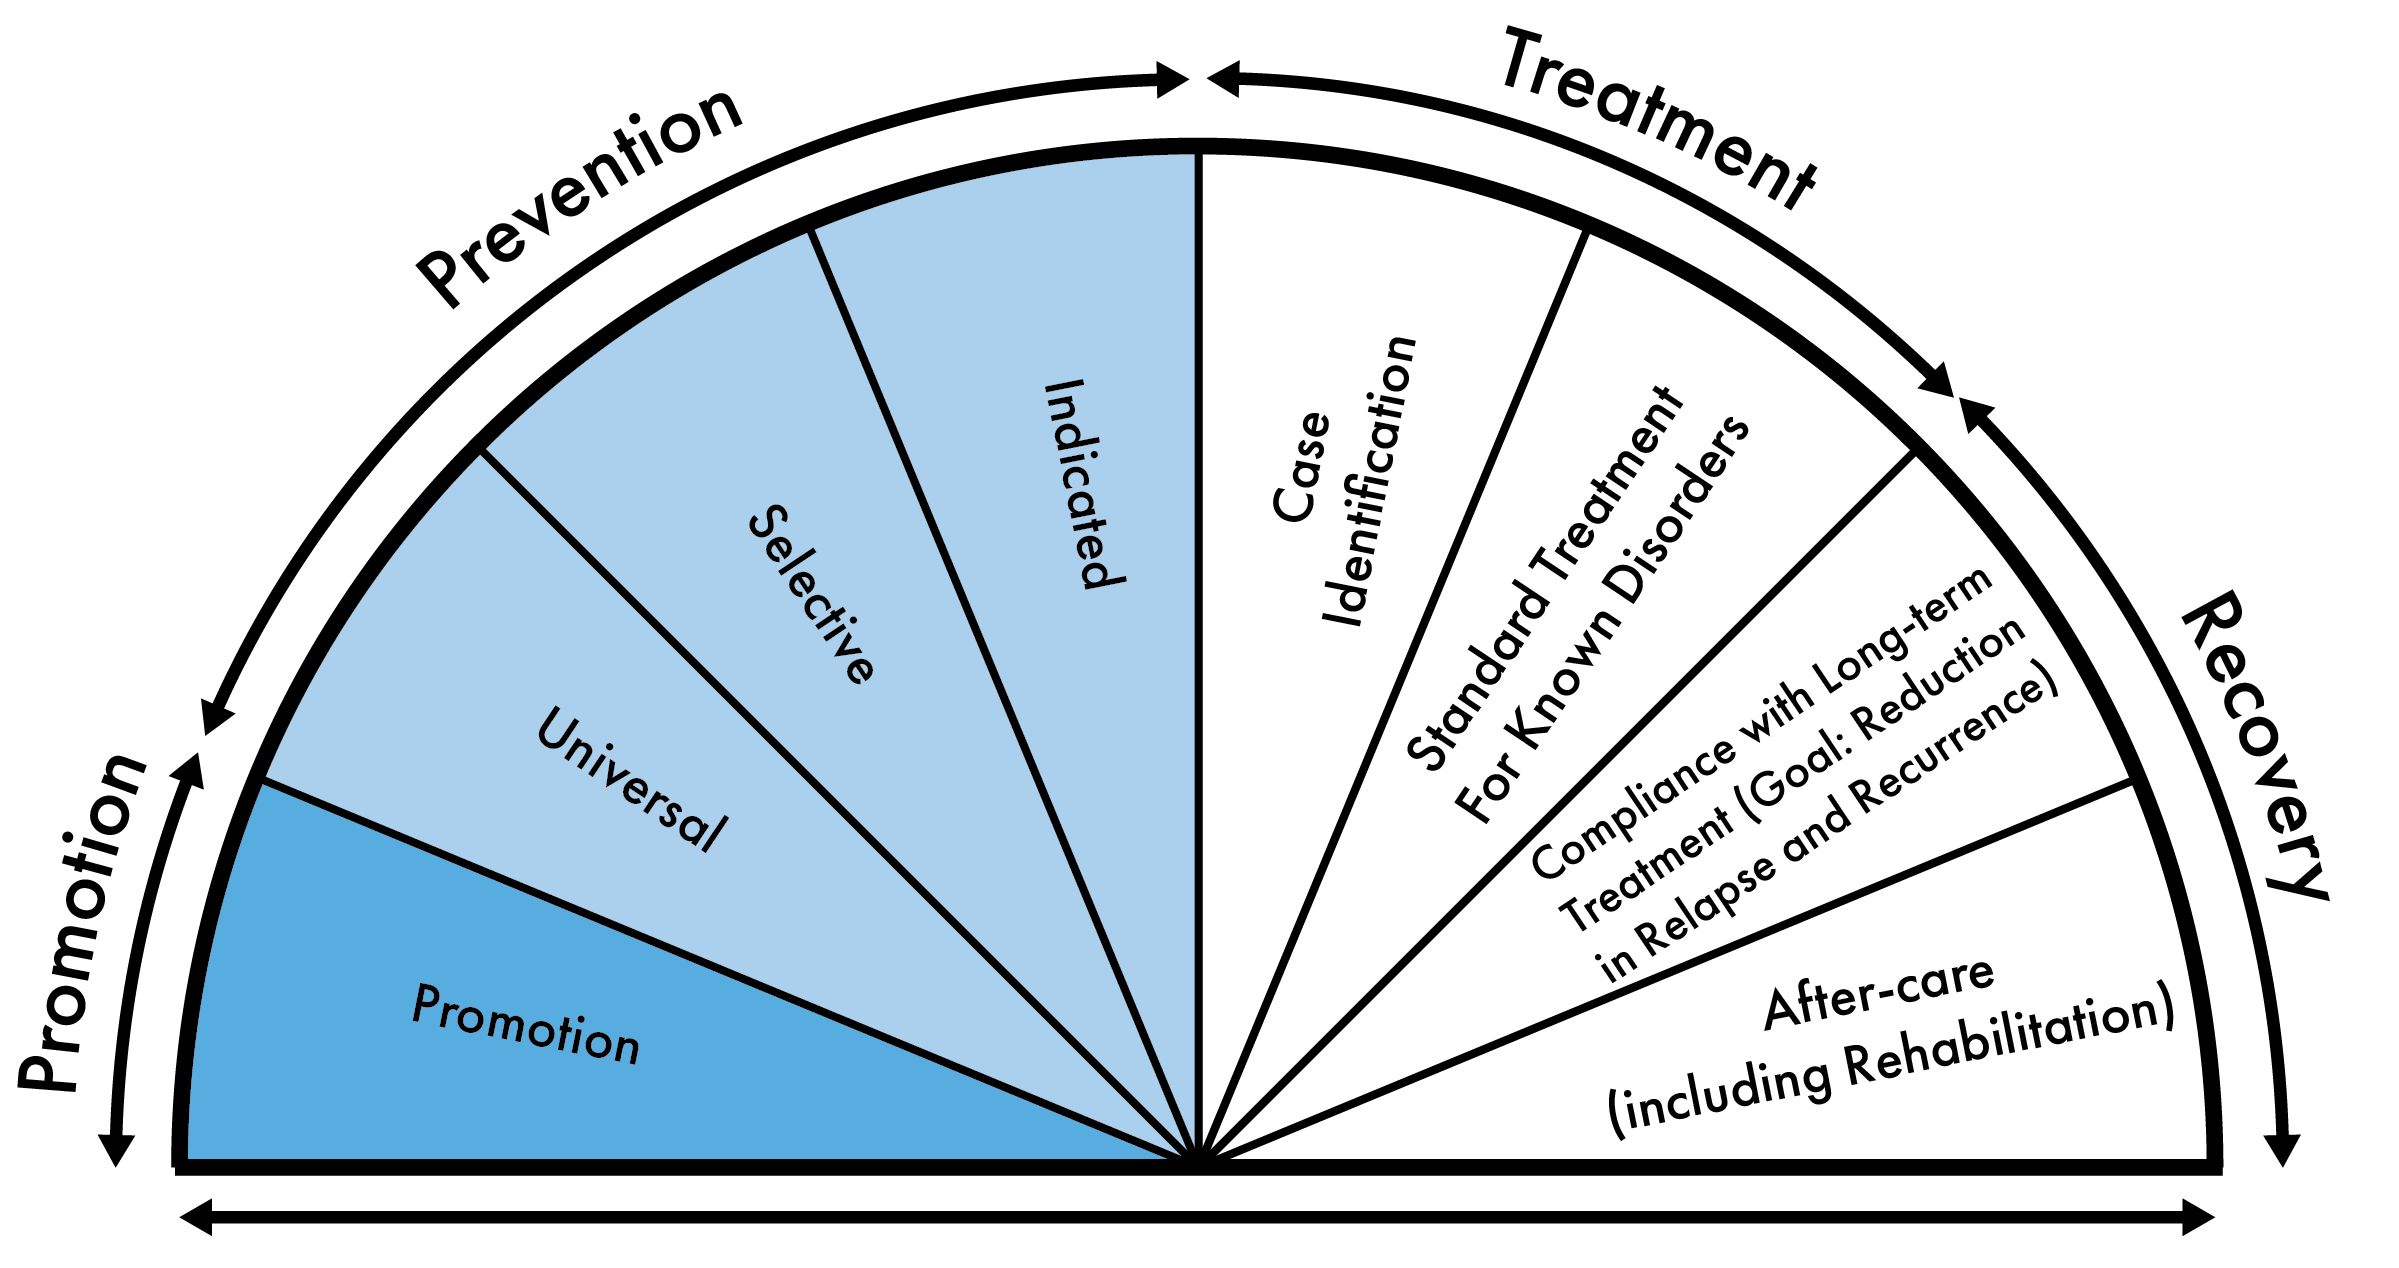 Promotion
Prevention
Treatment
Recovery
Promotion
Universal
Selective
Indicated
Case
Identification
Standard Treatment
For Known Disorders
Compliance with Long-term
Treatment (Goal: Reduction
in Relapse and Recurrence)
After-care
(including Rehabilitation)